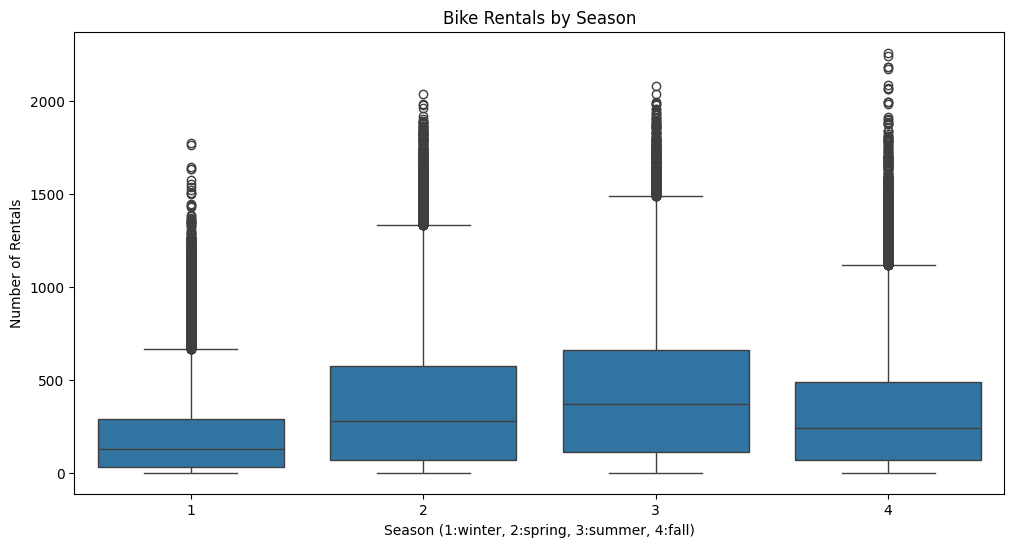 Bike Rentals by Season
Number of Rentals
2000
1500
1000
500
0
1 2 3 4
Season (1:winter, 2:spring, 3:summer, 4:fall)